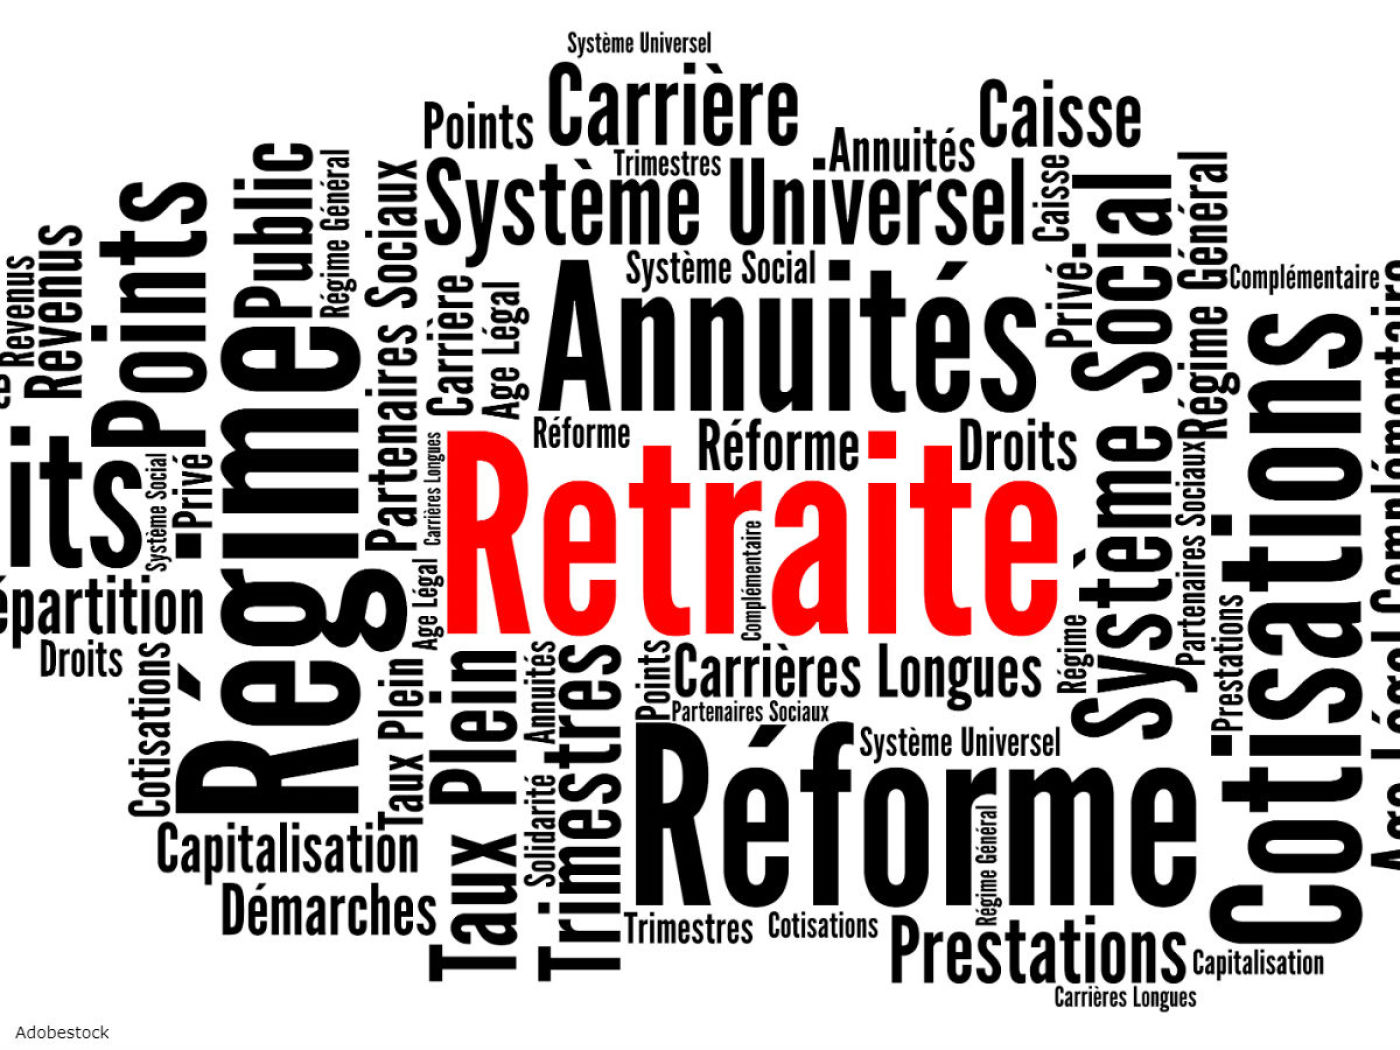 Système Universel
Carrière
Caisse
Points
Annuités
Trimestres
Système Universel
Caisse
Public
Régime Général
Partenaires Sociaux
Points
Revenus
Revenus
Système Social
Annuités
Privé
Système Social
Régime Général
Complémentaire
Carrière
Age Légal
Cotisations
Complémentaire
Réforme
Réforme
Droits
Carrières Longues
Retraite
Complémentaire
Partenaires Sociaux
its
Système Social
Privé
Régime
épartition
Droits
Age Légal
Cotisations
Taux Plein
Taux Plein
Annuités
Trimestres
Points
Carrières Longues
Régime
Prestations
Age Légal
Partenaires Sociaux
Réforme
Système Universel
Solidarité
Régime Général
Capitalisation
Démarches
Trimestres
Cotisations
Prestations
Capitalisation
Carrières Longues
Adobestock